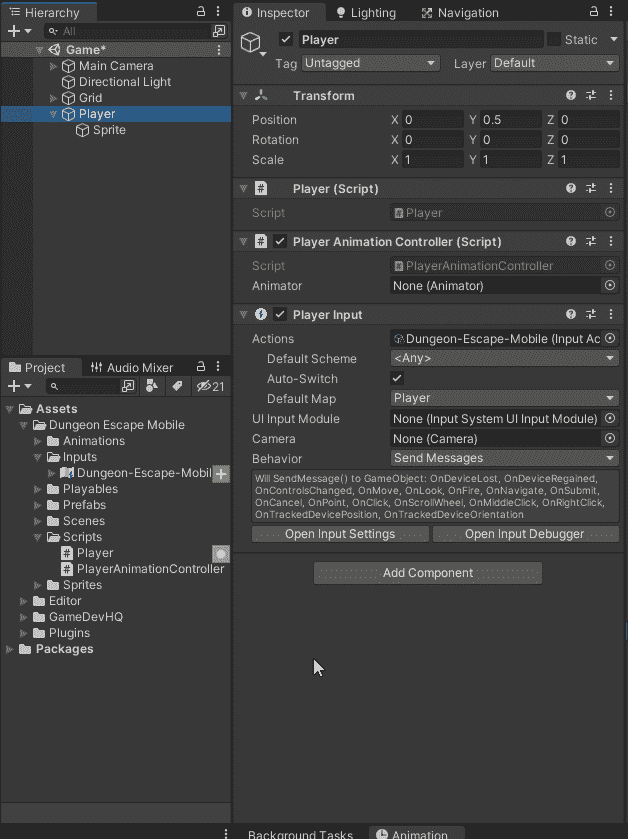 Hierarchy
All
Game*
Main Camera
Directional Light
Grid
Player
Sprite
Project
Audio Mixer
21
Assets
Dungeon Escape Mobile
Animations
Inputs
Dungeon-Escape-Mobil
Playables
Prefabs
Scenes
Scripts
Player
PlayerAnimationController
Sprites
Editor
GameDevHQ
Plugins
Packages
Inspector
Lighting
Navigation
Player
Static
Tag Untagged
Layer Default
Transform
Position X 0 Y 0.5 Z 0
Rotation X 0 Y 0 Z 0
Scale X 1 Y 1 Z 1
# Player (Script)
Script # Player
# Player Animation Controller (Script)
Script # PlayerAnimationController
Animator None (Animator)
Player Input
Actions Dungeon-Escape-Mobile (Input Ac
Default Scheme <Any>
Auto-Switch
Default Map Player
UI Input Module None (Input System UI Input Module)
Camera None (Camera)
Behavior Send Messages
Will SendMessage() to GameObject: OnDeviceLost, OnDeviceRegained,
OnControlsChanged, OnMove, OnLook, OnFire, OnNavigate, OnSubmit,
OnCancel, OnPoint, OnClick, OnScrollWheel, OnMiddleClick, OnRightClick,
OnTrackedDevicePosition, OnTrackedDeviceOrientation
Open Input Settings
Open Input Debugger
Add Component
Background Tasks
Animation